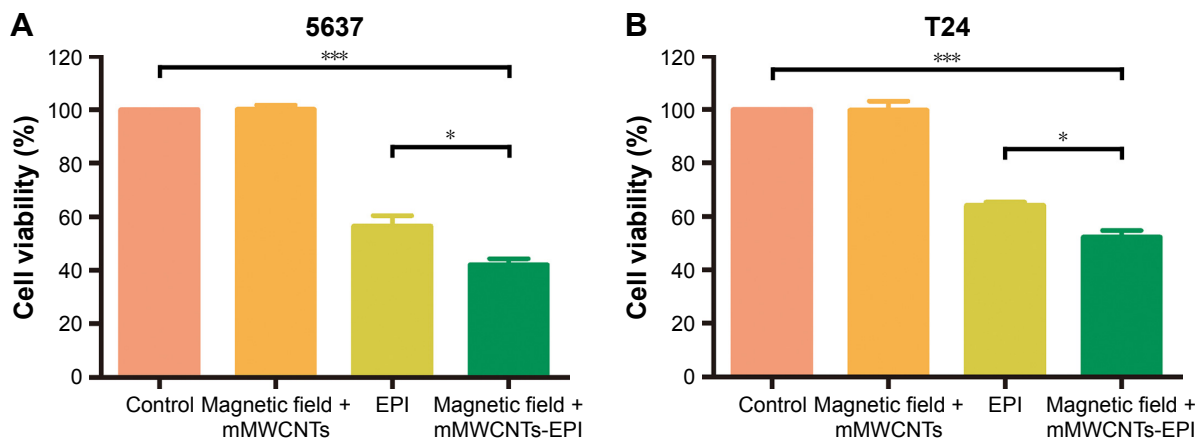 A
5637
Cell viability (%)
120
100
80
60
40
20
0
***
*
Control
Magnetic field +
mMWCNTs
EPI
Magnetic field +
mMWCNTs-EPI
B
T24
Cell viability (%)
120
100
80
60
40
20
0
***
*
Control
Magnetic field +
mMWCNTs
EPI
Magnetic field +
mMWCNTs-EPI